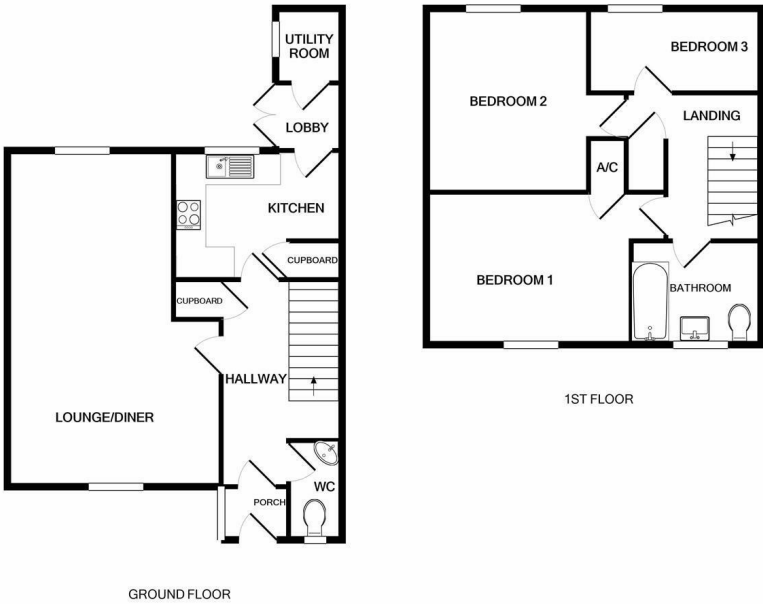 UTILITY
ROOM
LOBBY
KITCHEN
CUPBOARD
CUPBOARD
HALLWAY
LOUNGE/DINER
WC
PORCH
GROUND FLOOR
BEDROOM 3
BEDROOM 2
LANDING
A/C
BEDROOM 1
BATHROOM
1ST FLOOR